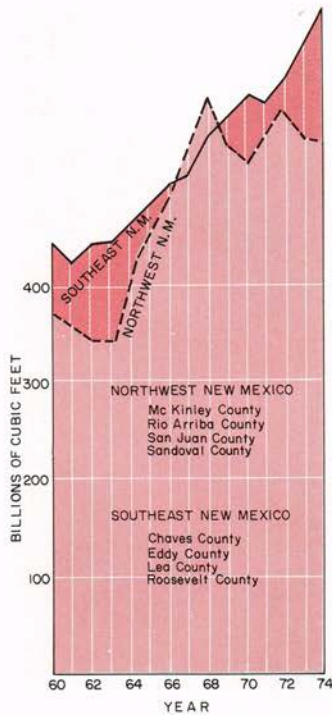 SOUTHEAST N.M.
NORTHWEST N.M.
BILLIONS OF CUBIC FEET
400
300
200
100
NORTHWEST NEW MEXICO
Mc Kinley County
Rio Arriba County
San Juan County
Sandoval County
SOUTHEAST NEW MEXICO
Chaves County
Eddy County
Lea County
Roosevelt County
60 62 64 66 68 70 72 74
YEAR